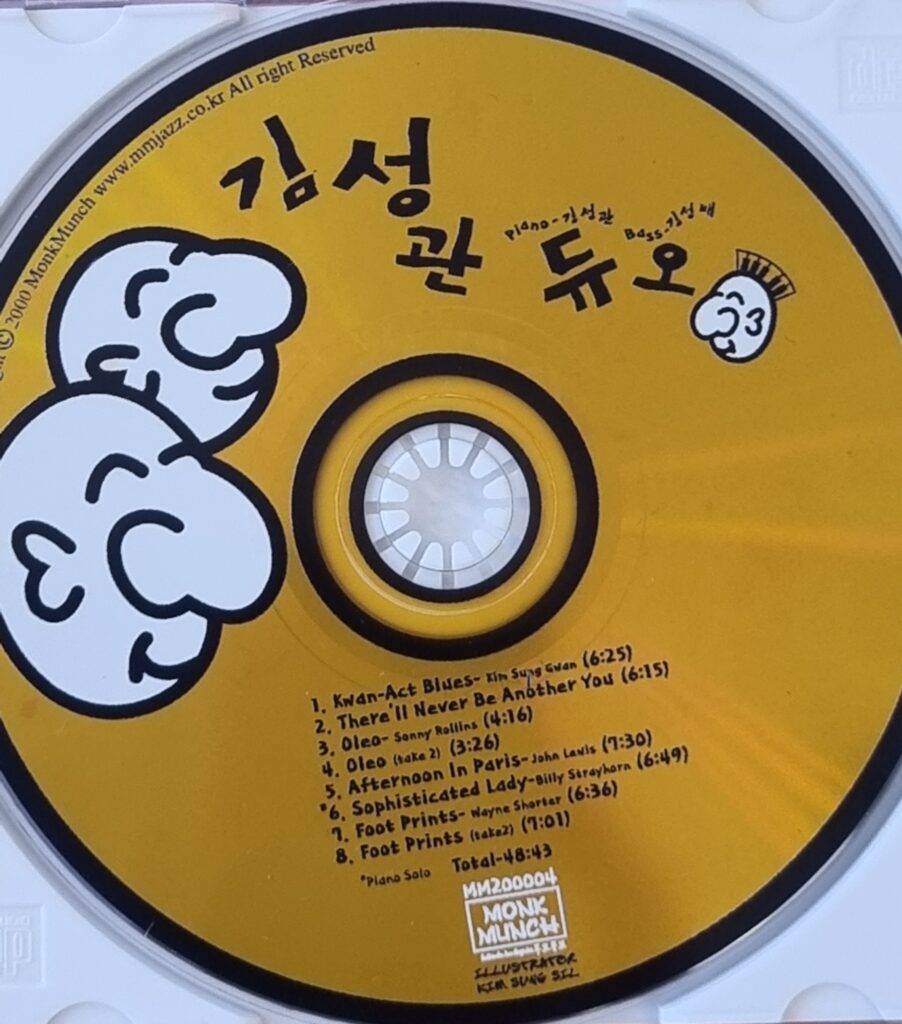 © 2000 MonkMunch www.mmjazz.co.kr All right Reserved
김성
관 듀오
Piano-김성관
Bass-김성배
1. Kwan-Act Blues- Kim Sung Gwan (6:25)
2. There'll Never Be Another You (6:15)
3. Oleo- Sonny Rollins (4:16)
4. Oleo (take 2) (3:26)
5. Afternoon In Paris- John Lewis (7:30)
*6. Sophisticated Lady- Billy Strayhorn (6:49)
7. Foot Prints- Wayne Shorter (6:36)
8. Foot Prints (take2) (7:01)
*Piano Solo
Total-48:43
MM200004
MONK
MUNCH
ILLUSTRATOR
KIM SUNG SIL